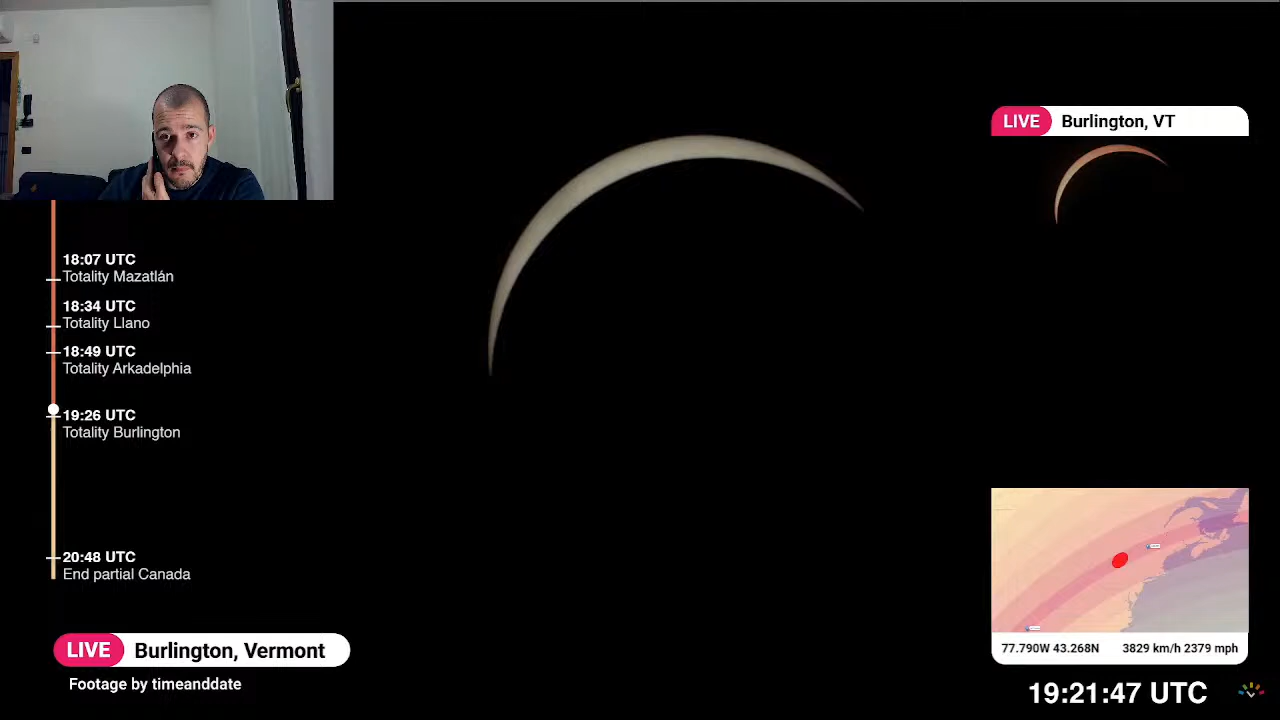 LIVE Burlington, VT
18:07 UTC
Totality Mazatlán
18:34 UTC
Totality Llano
18:49 UTC
Totality Arkadelphia
19:26 UTC
Totality Burlington
20:48 UTC
End partial Canada
LIVE Burlington, Vermont
Footage by timeanddate
77.790W 43.268N 3829 km/h 2379 mph
19:21:47 UTC